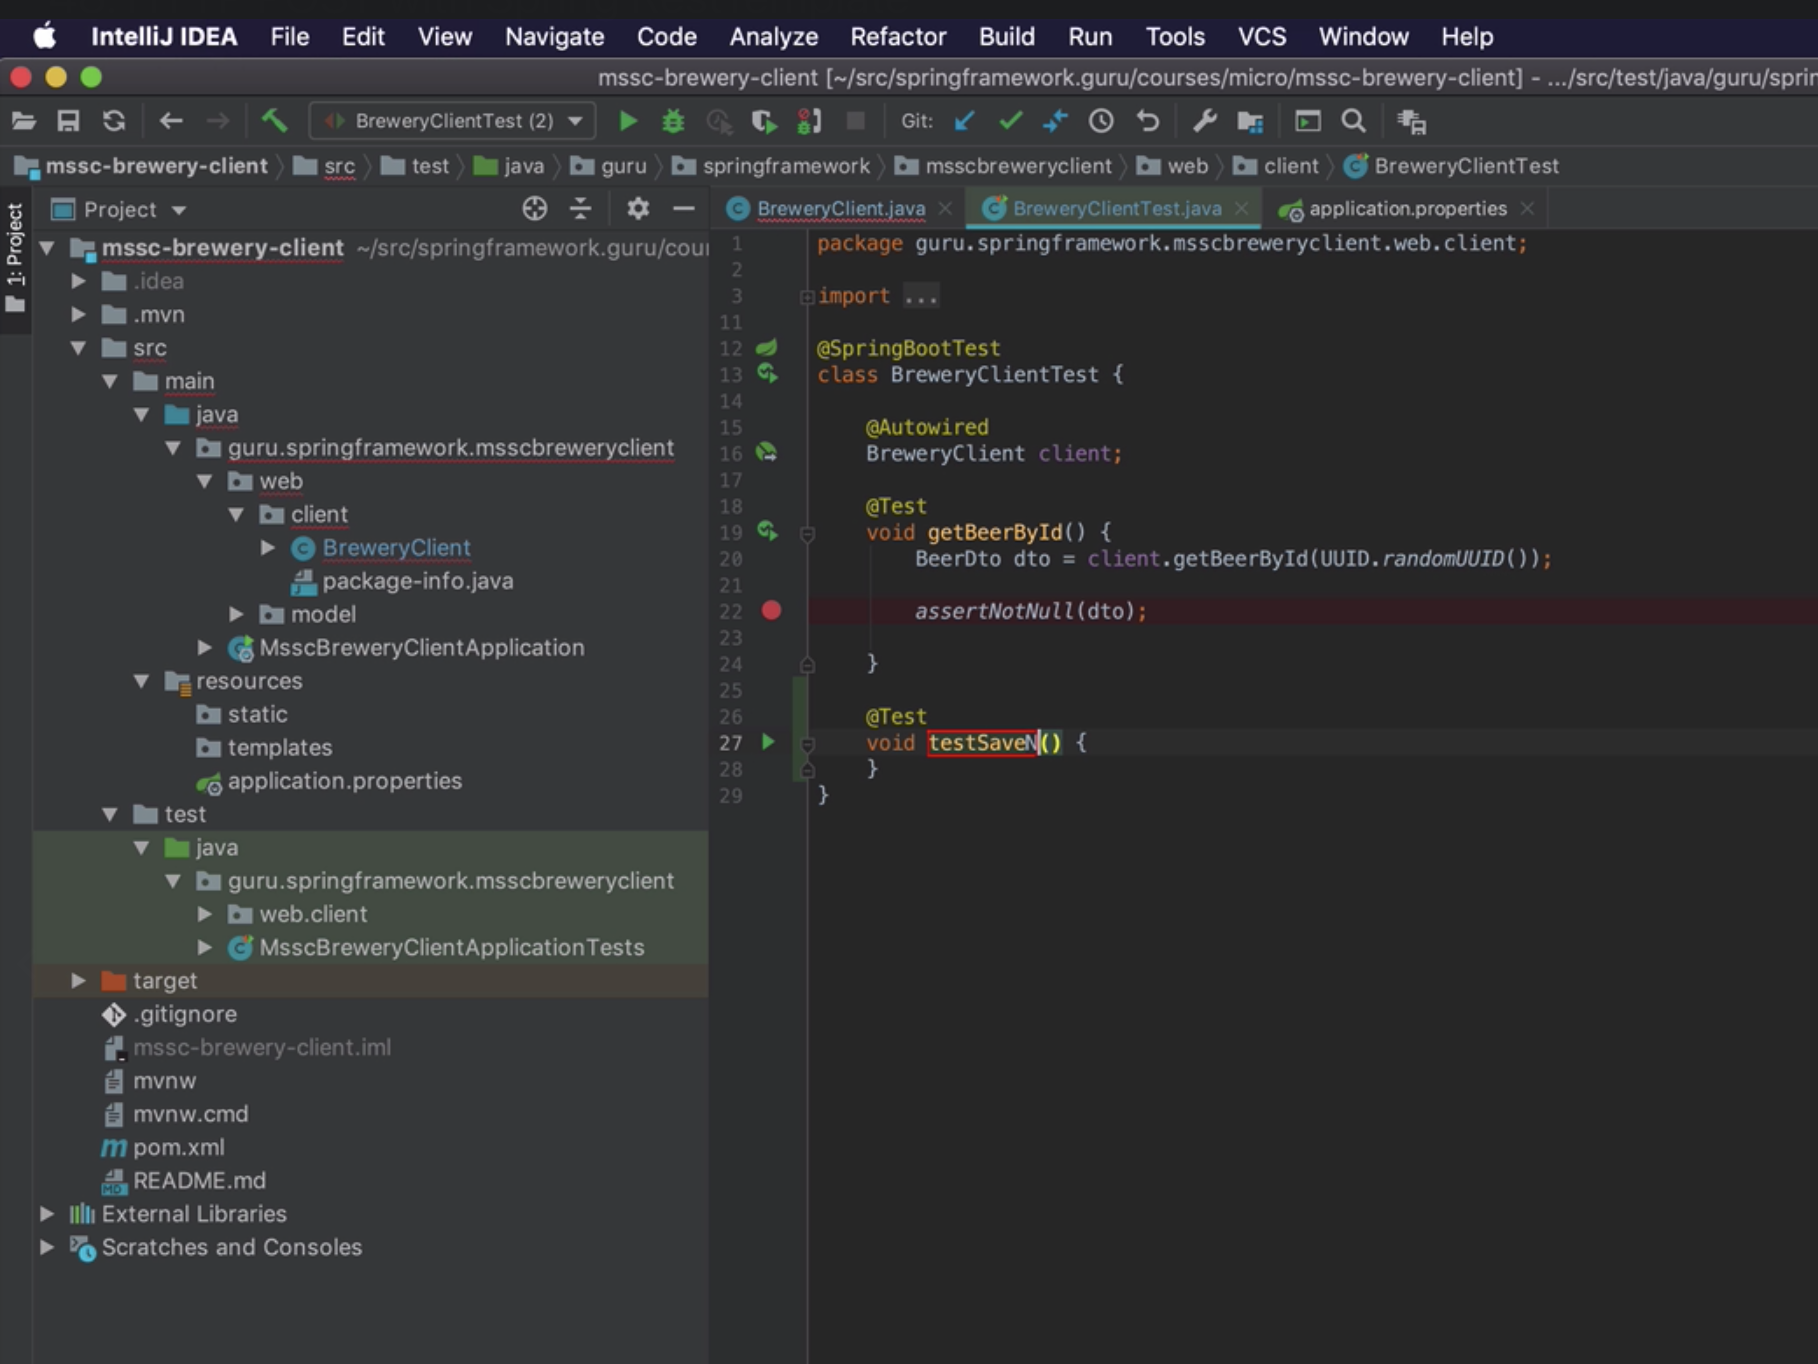 IntelliJ IDEA File Edit View Navigate Code Analyze Refactor Build Run Tools VCS Window Help
mssc-brewery-client [~/src/springframework.guru/courses/micro/mssc-brewery-client] - .../src/test/java/guru/sprin
BreweryClientTest (2) Git:
mssc-brewery-client src test java guru springframework msscbreweryclient web client BreweryClientTest
1: Project
Project
mssc-brewery-client ~/src/springframework.guru/cour
.idea
.mvn
src
main
java
guru.springframework.msscbreweryclient
web
client
BreweryClient
package-info.java
model
MsscBreweryClientApplication
resources
static
templates
application.properties
test
java
guru.springframework.msscbreweryclient
web.client
MsscBreweryClientApplicationTests
target
.gitignore
mssc-brewery-client.iml
mvnw
mvnw.cmd
pom.xml
README.md
External Libraries
Scratches and Consoles
BreweryClient.java BreweryClientTest.java application.properties
1 package guru.springframework.msscbreweryclient.web.client;
2
3 import ...
11
12 @SpringBootTest
13 class BreweryClientTest {
14
15 @Autowired
16 BreweryClient client;
17
18 @Test
19 void getBeerById() {
20 BeerDto dto = client.getBeerById(UUID.randomUUID());
21
22 assertNotNull(dto);
23
24 }
25
26 @Test
27 void testSaveN() {
28 }
29 }